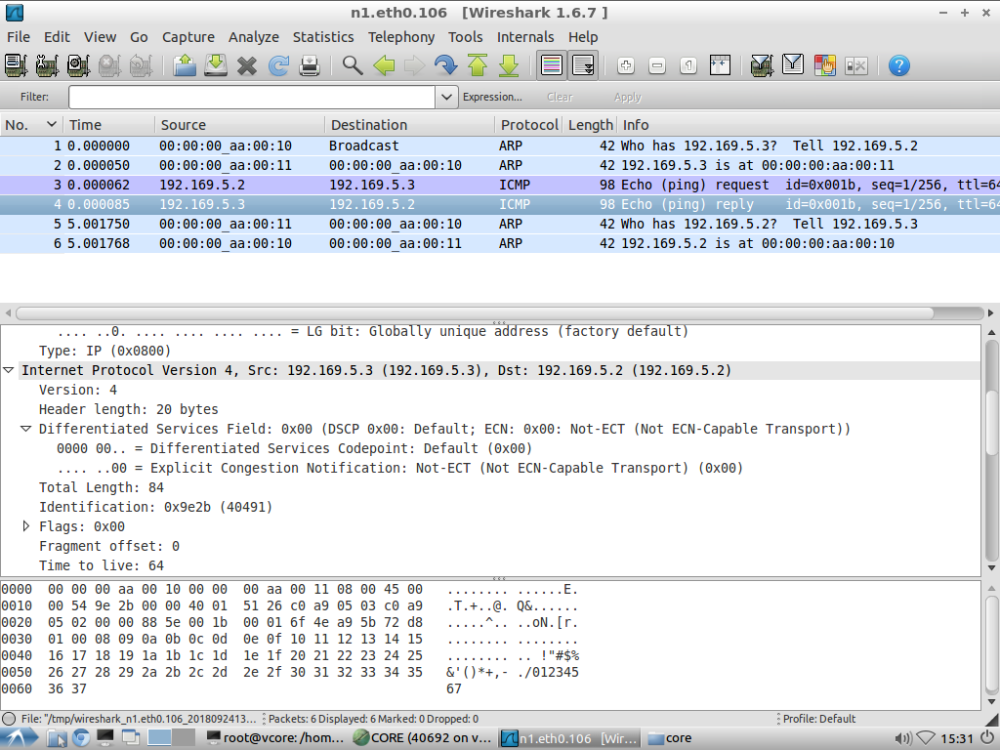 n1.eth0.106 [Wireshark 1.6.7 ]
File Edit View Go Capture Analyze Statistics Telephony Tools Internals Help
Filter: Expression... Clear Apply
No. Time Source Destination Protocol Length Info
1 0.000000 00:00:00_aa:00:10 Broadcast ARP 42 Who has 192.169.5.3? Tell 192.169.5.2
2 0.000050 00:00:00_aa:00:11 00:00:00_aa:00:10 ARP 42 192.169.5.3 is at 00:00:00:aa:00:11
3 0.000062 192.169.5.2 192.169.5.3 ICMP 98 Echo (ping) request id=0x001b, seq=1/256, ttl=64
4 0.000085 192.169.5.3 192.169.5.2 ICMP 98 Echo (ping) reply id=0x001b, seq=1/256, ttl=64
5 5.001750 00:00:00_aa:00:11 00:00:00_aa:00:10 ARP 42 Who has 192.169.5.2? Tell 192.169.5.3
6 5.001768 00:00:00_aa:00:10 00:00:00_aa:00:11 ARP 42 192.169.5.2 is at 00:00:00:aa:00:10
.... ..0. .... .... .... .... = LG bit: Globally unique address (factory default)
Type: IP (0x0800)
Internet Protocol Version 4, Src: 192.169.5.3 (192.169.5.3), Dst: 192.169.5.2 (192.169.5.2)
Version: 4
Header length: 20 bytes
Differentiated Services Field: 0x00 (DSCP 0x00: Default; ECN: 0x00: Not-ECT (Not ECN-Capable Transport))
0000 00.. = Differentiated Services Codepoint: Default (0x00)
.... ..00 = Explicit Congestion Notification: Not-ECT (Not ECN-Capable Transport) (0x00)
Total Length: 84
Identification: 0x9e2b (40491)
Flags: 0x00
Fragment offset: 0
Time to live: 64
0000 00 00 00 aa 00 10 00 00 00 aa 00 11 08 00 45 00 ........ ......E.
0010 00 54 9e 2b 00 00 40 01 51 26 c0 a9 05 03 c0 a9 .T.+..@. Q&......
0020 05 02 00 00 88 5e 00 1b 00 01 6f 4e a9 5b 72 d8 .....^.. ..oN.[r.
0030 01 00 08 09 0a 0b 0c 0d 0e 0f 10 11 12 13 14 15 ........ ........
0040 16 17 18 19 1a 1b 1c 1d 1e 1f 20 21 22 23 24 25 ........ .. !"#$%
0050 26 27 28 29 2a 2b 2c 2d 2e 2f 30 31 32 33 34 35 &'()*+,- ./012345
0060 36 37 67
File: "/tmp/wireshark_n1.eth0.106_2018092413... Packets: 6 Displayed: 6 Marked: 0 Dropped: 0 Profile: Default
root@vcore: /hom... CORE (40692 on v... n1.eth0.106 [Wir... core 15:31